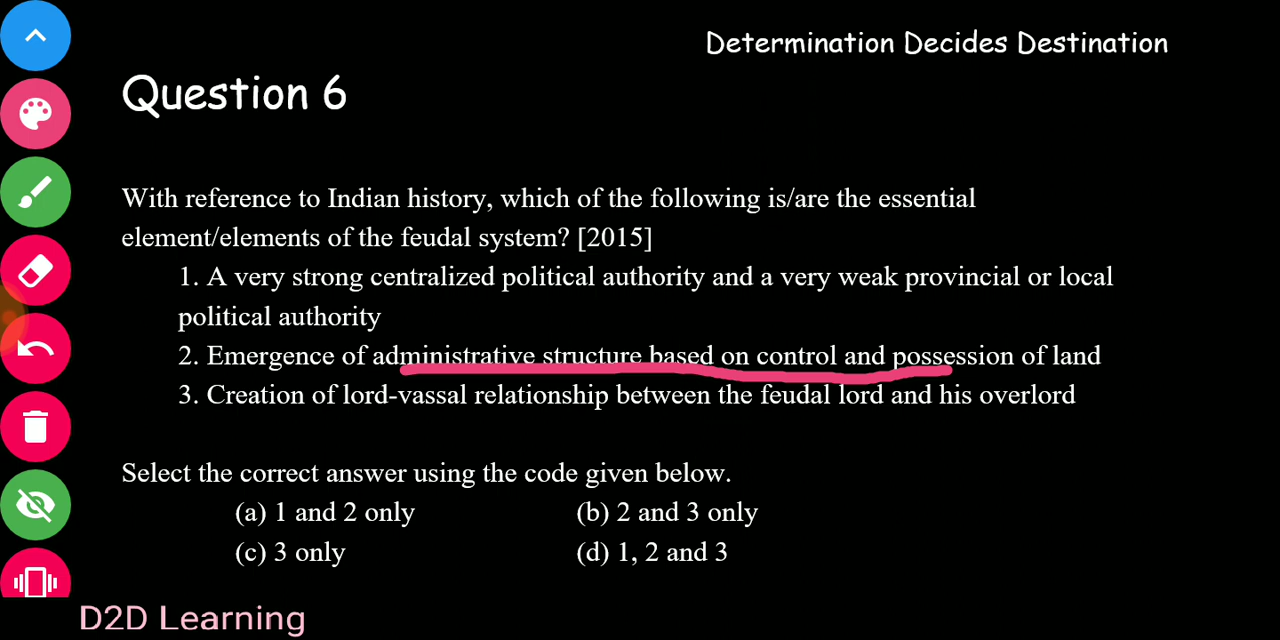 Determination Decides Destination
Question 6
With reference to Indian history, which of the following is/are the essential
element/elements of the feudal system? [2015]
1. A very strong centralized political authority and a very weak provincial or local
political authority
2. Emergence of administrative structure based on control and possession of land
3. Creation of lord-vassal relationship between the feudal lord and his overlord
Select the correct answer using the code given below.
(a) 1 and 2 only (b) 2 and 3 only
(c) 3 only (d) 1, 2 and 3
D2D Learning